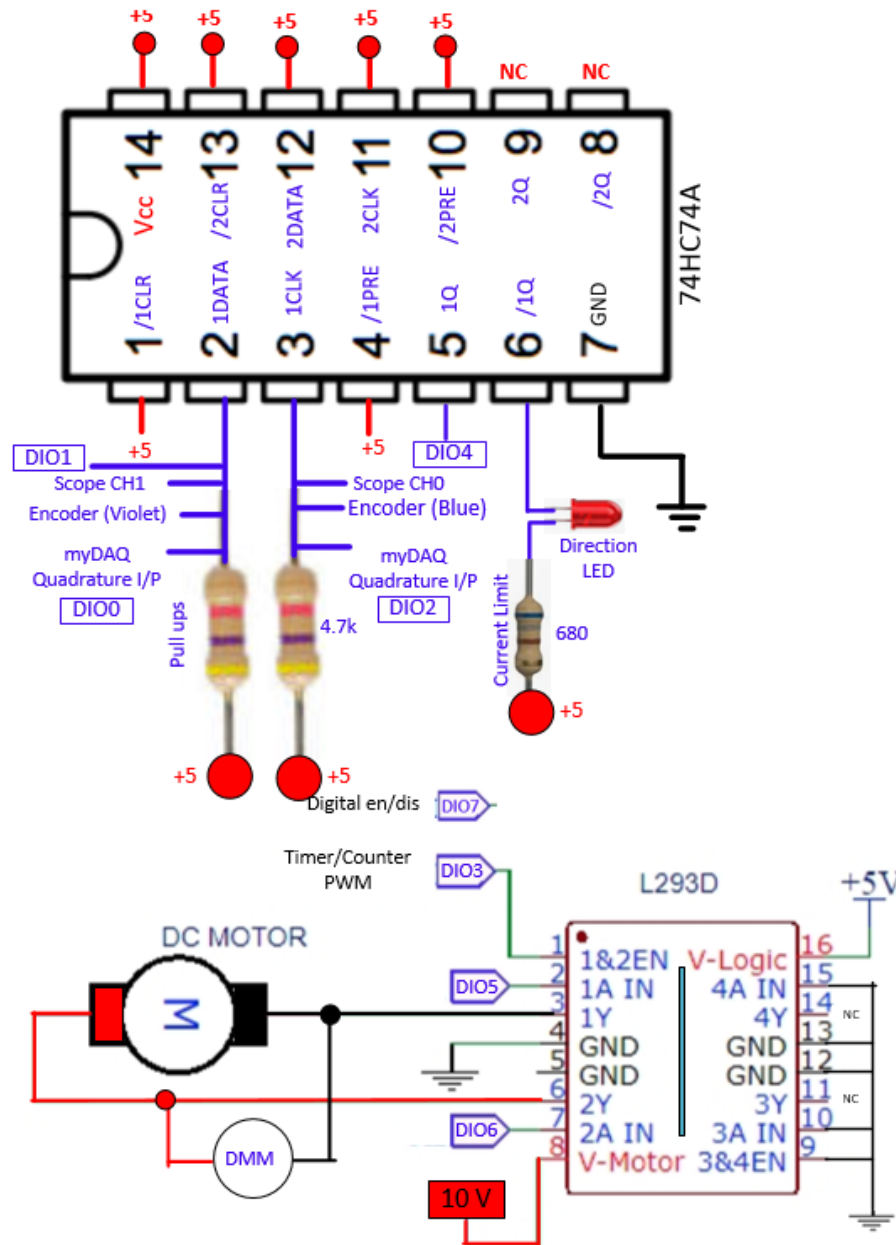 +5
+5
+5
+5
+5
NC
NC
14
13
12
11
10
9
8
Vcc
/2CLR
2DATA
2CLK
/2PRE
2Q
/2Q
/1CLR
1DATA
1CLK
/1PRE
1Q
/1Q
GND
1
2
3
4
5
6
7
74HC74A
+5
+5
DIO1
DIO4
Scope CH1
Scope CH0
Encoder (Violet)
Encoder (Blue)
myDAQ
Quadrature I/P
DIO0
myDAQ
Quadrature I/P
DIO2
Direction
LED
Pull ups
4.7k
Current Limit
680
+5
+5
+5
Digital en/dis
DIO7
Timer/Counter
PWM
DIO3
L293D
+5V
DC MOTOR
M
DIO5
DIO6
DMM
10 V
1
2
3
4
5
6
7
8
1&2EN
1A IN
1Y
GND
GND
2Y
2A IN
V-Motor
V-Logic
4A IN
4Y
GND
GND
3Y
3A IN
3&4EN
16
15
14
13
12
11
10
9
NC
NC